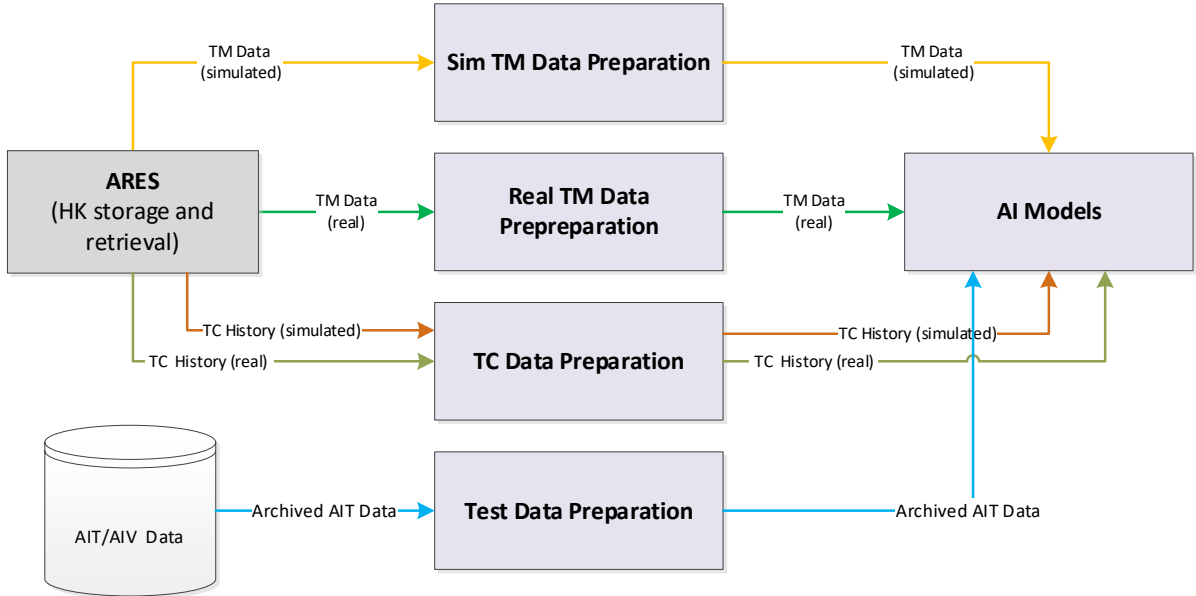 TM Data
(simulated)
Sim TM Data Preparation
TM Data
(simulated)
ARES
(HK storage and
retrieval)
TM Data
(real)
Real TM Data
Prepreparation
TM Data
(real)
AI Models
TC History (simulated)
TC History (real)
TC Data Preparation
TC History (simulated)
TC History (real)
AIT/AIV Data
Archived AIT Data
Test Data Preparation
Archived AIT Data